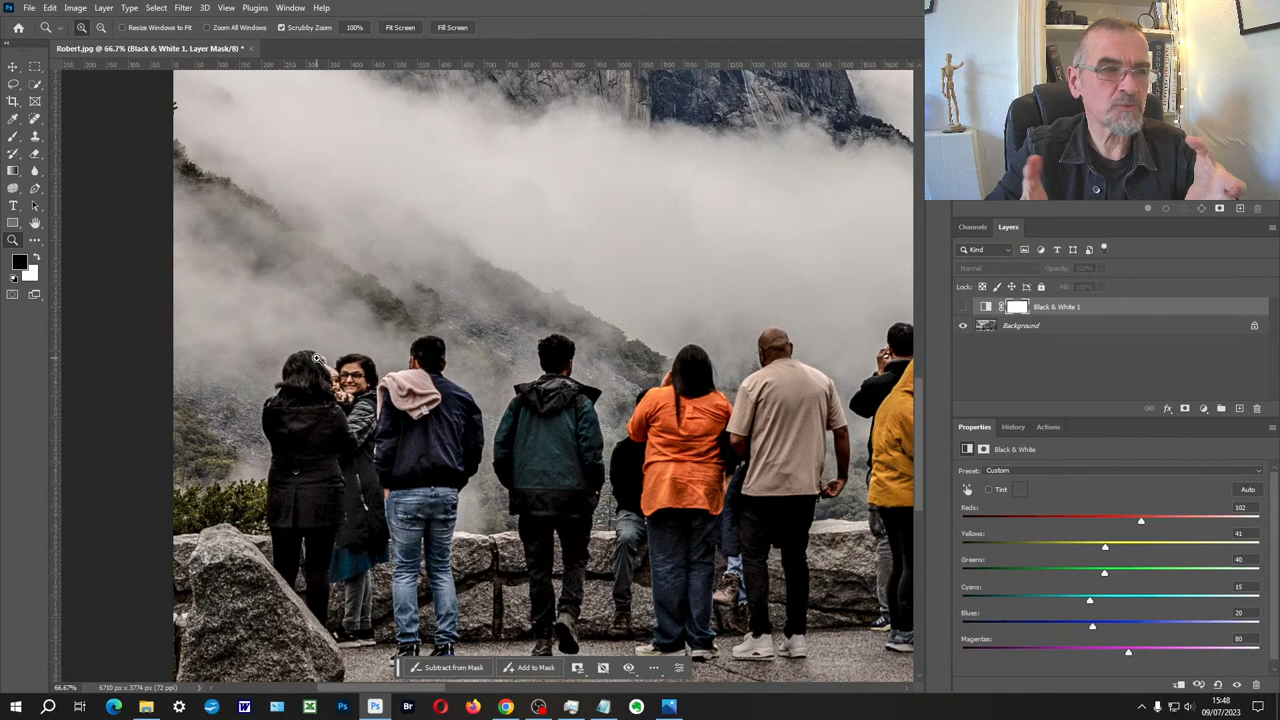 Ps File Edit Image Layer Type Select Filter 3D View Plugins Window Help
Resize Windows to Fit Zoom All Windows Scrubby Zoom 100% Fit Screen Fill Screen
Robert.jpg @ 66.7% (Black & White 1, Layer Mask/8) *
Channels Layers
Kind
Normal Opacity: 100%
Lock: Fill: 100%
Black & White 1
Background
Properties History Actions
Black & White
Preset: Custom
Tint Auto
Reds: 102
Yellows: 41
Greens: 40
Cyans: 15
Blues: 20
Magentas: 80
Subtract from Mask Add to Mask
66.67% 6710 px x 3774 px (72 ppi)
15:48
09/07/2023